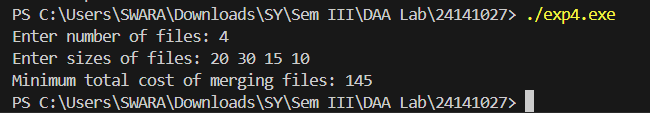 PS C:\Users\SWARA\Downloads\SY\Sem III\DAA Lab\24141027> ./exp4.exe
Enter number of files: 4
Enter sizes of files: 20 30 15 10
Minimum total cost of merging files: 145
PS C:\Users\SWARA\Downloads\SY\Sem III\DAA Lab\24141027>